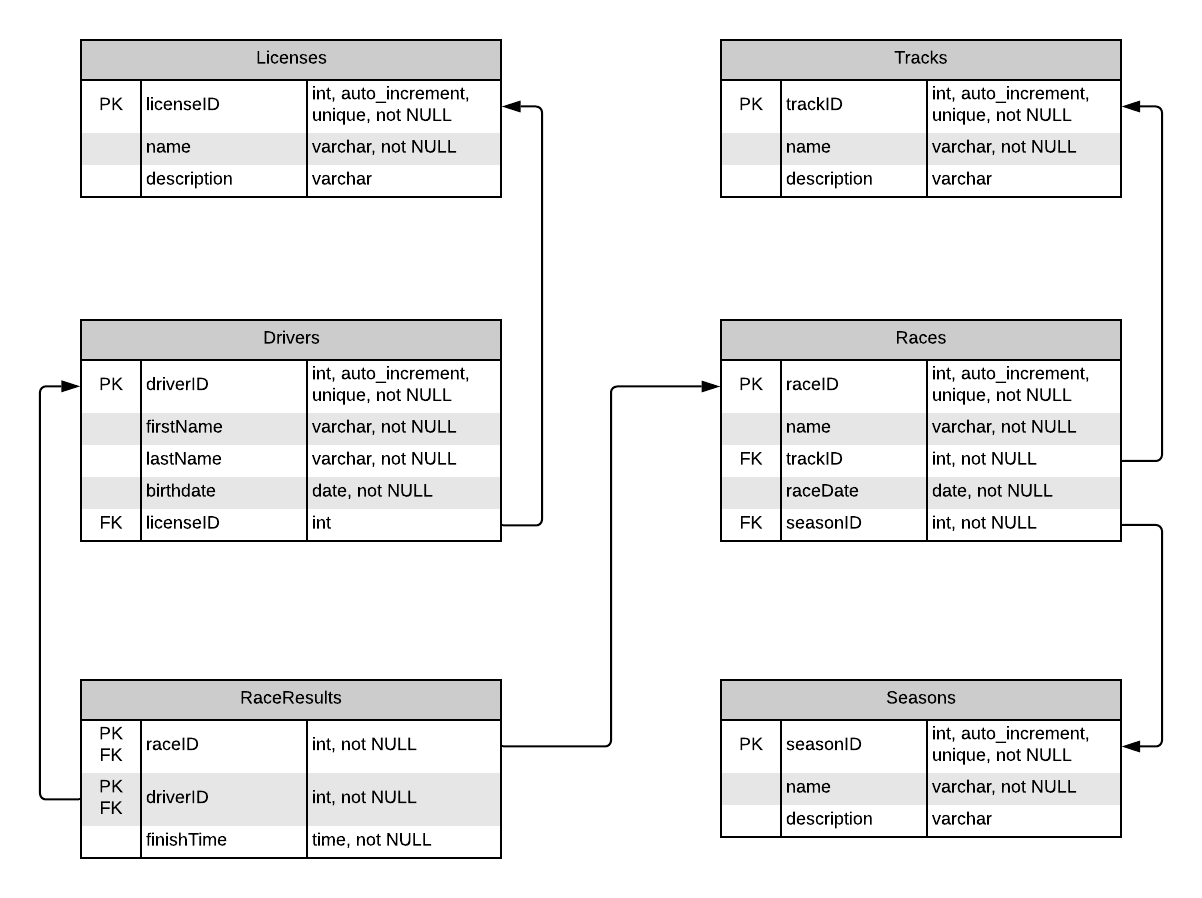 Licenses
PK licenseID int, auto_increment,
unique, not NULL
name varchar, not NULL
description varchar
Tracks
PK trackID int, auto_increment,
unique, not NULL
name varchar, not NULL
description varchar
Drivers
PK driverID int, auto_increment,
unique, not NULL
firstName varchar, not NULL
lastName varchar, not NULL
birthdate date, not NULL
FK licenseID int
Races
PK raceID int, auto_increment,
unique, not NULL
name varchar, not NULL
FK trackID int, not NULL
raceDate date, not NULL
FK seasonID int, not NULL
RaceResults
PK
FK raceID int, not NULL
PK
FK driverID int, not NULL
finishTime time, not NULL
Seasons
PK seasonID int, auto_increment,
unique, not NULL
name varchar, not NULL
description varchar